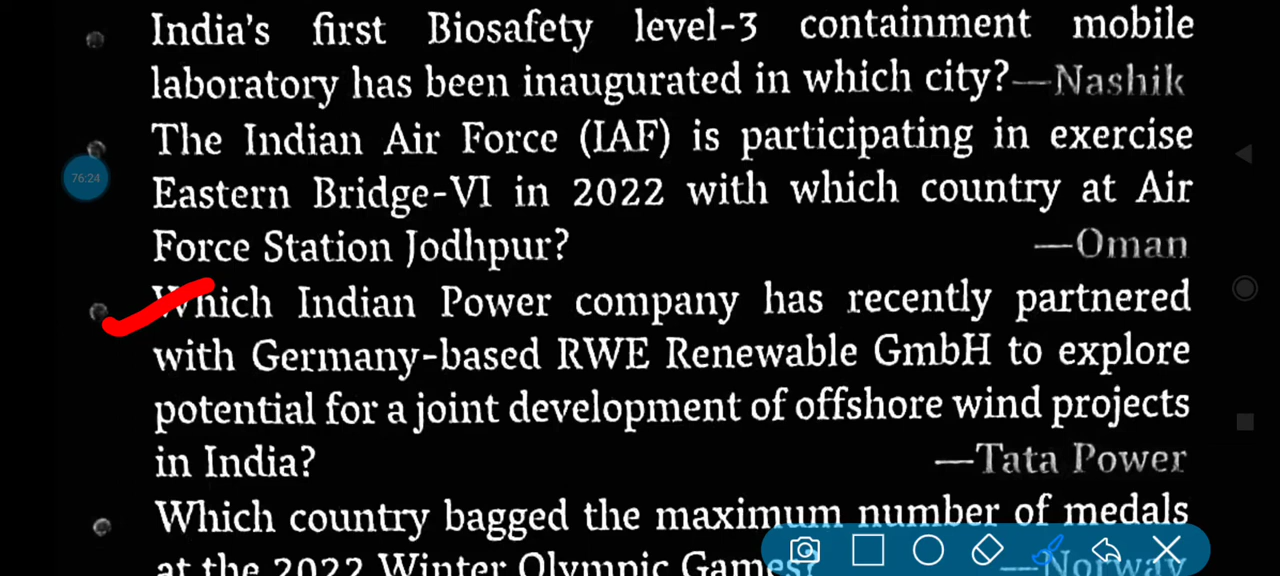 India's first Biosafety level-3 containment mobile
laboratory has been inaugurated in which city?—Nashik
The Indian Air Force (IAF) is participating in exercise
76:24
Eastern Bridge-VI in 2022 with which country at Air
Force Station Jodhpur? —Oman
Which Indian Power company has recently partnered
with Germany-based RWE Renewable GmbH to explore
potential for a joint development of offshore wind projects
in India? —Tata Power
Which country bagged the maximum number of medals
at the 2022 Winter Olympic Games? —Norway